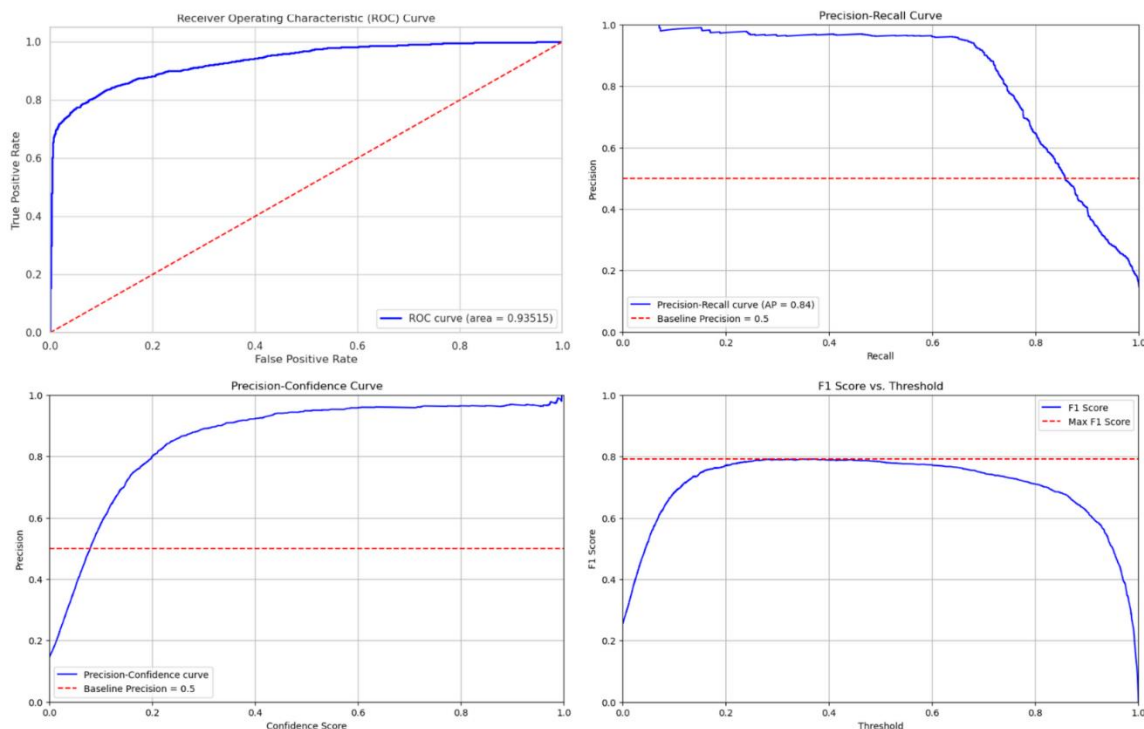 Receiver Operating Characteristic (ROC) Curve
1.0
0.8
0.6
0.4
0.2
0.0
True Positive Rate
0.0 0.2 0.4 0.6 0.8 1.0
False Positive Rate
ROC curve (area = 0.93515)
Precision-Recall Curve
1.0
0.8
0.6
0.4
0.2
0.0
Precision
0.0 0.2 0.4 0.6 0.8 1.0
Recall
Precision-Recall curve (AP = 0.84)
Baseline Precision = 0.5
Precision-Confidence Curve
1.0
0.8
0.6
0.4
0.2
0.0
Precision
0.0 0.2 0.4 0.6 0.8 1.0
Confidence Score
Precision-Confidence curve
Baseline Precision = 0.5
F1 Score vs. Threshold
1.0
0.8
0.6
0.4
0.2
0.0
F1 Score
0.0 0.2 0.4 0.6 0.8 1.0
Threshold
F1 Score
Max F1 Score